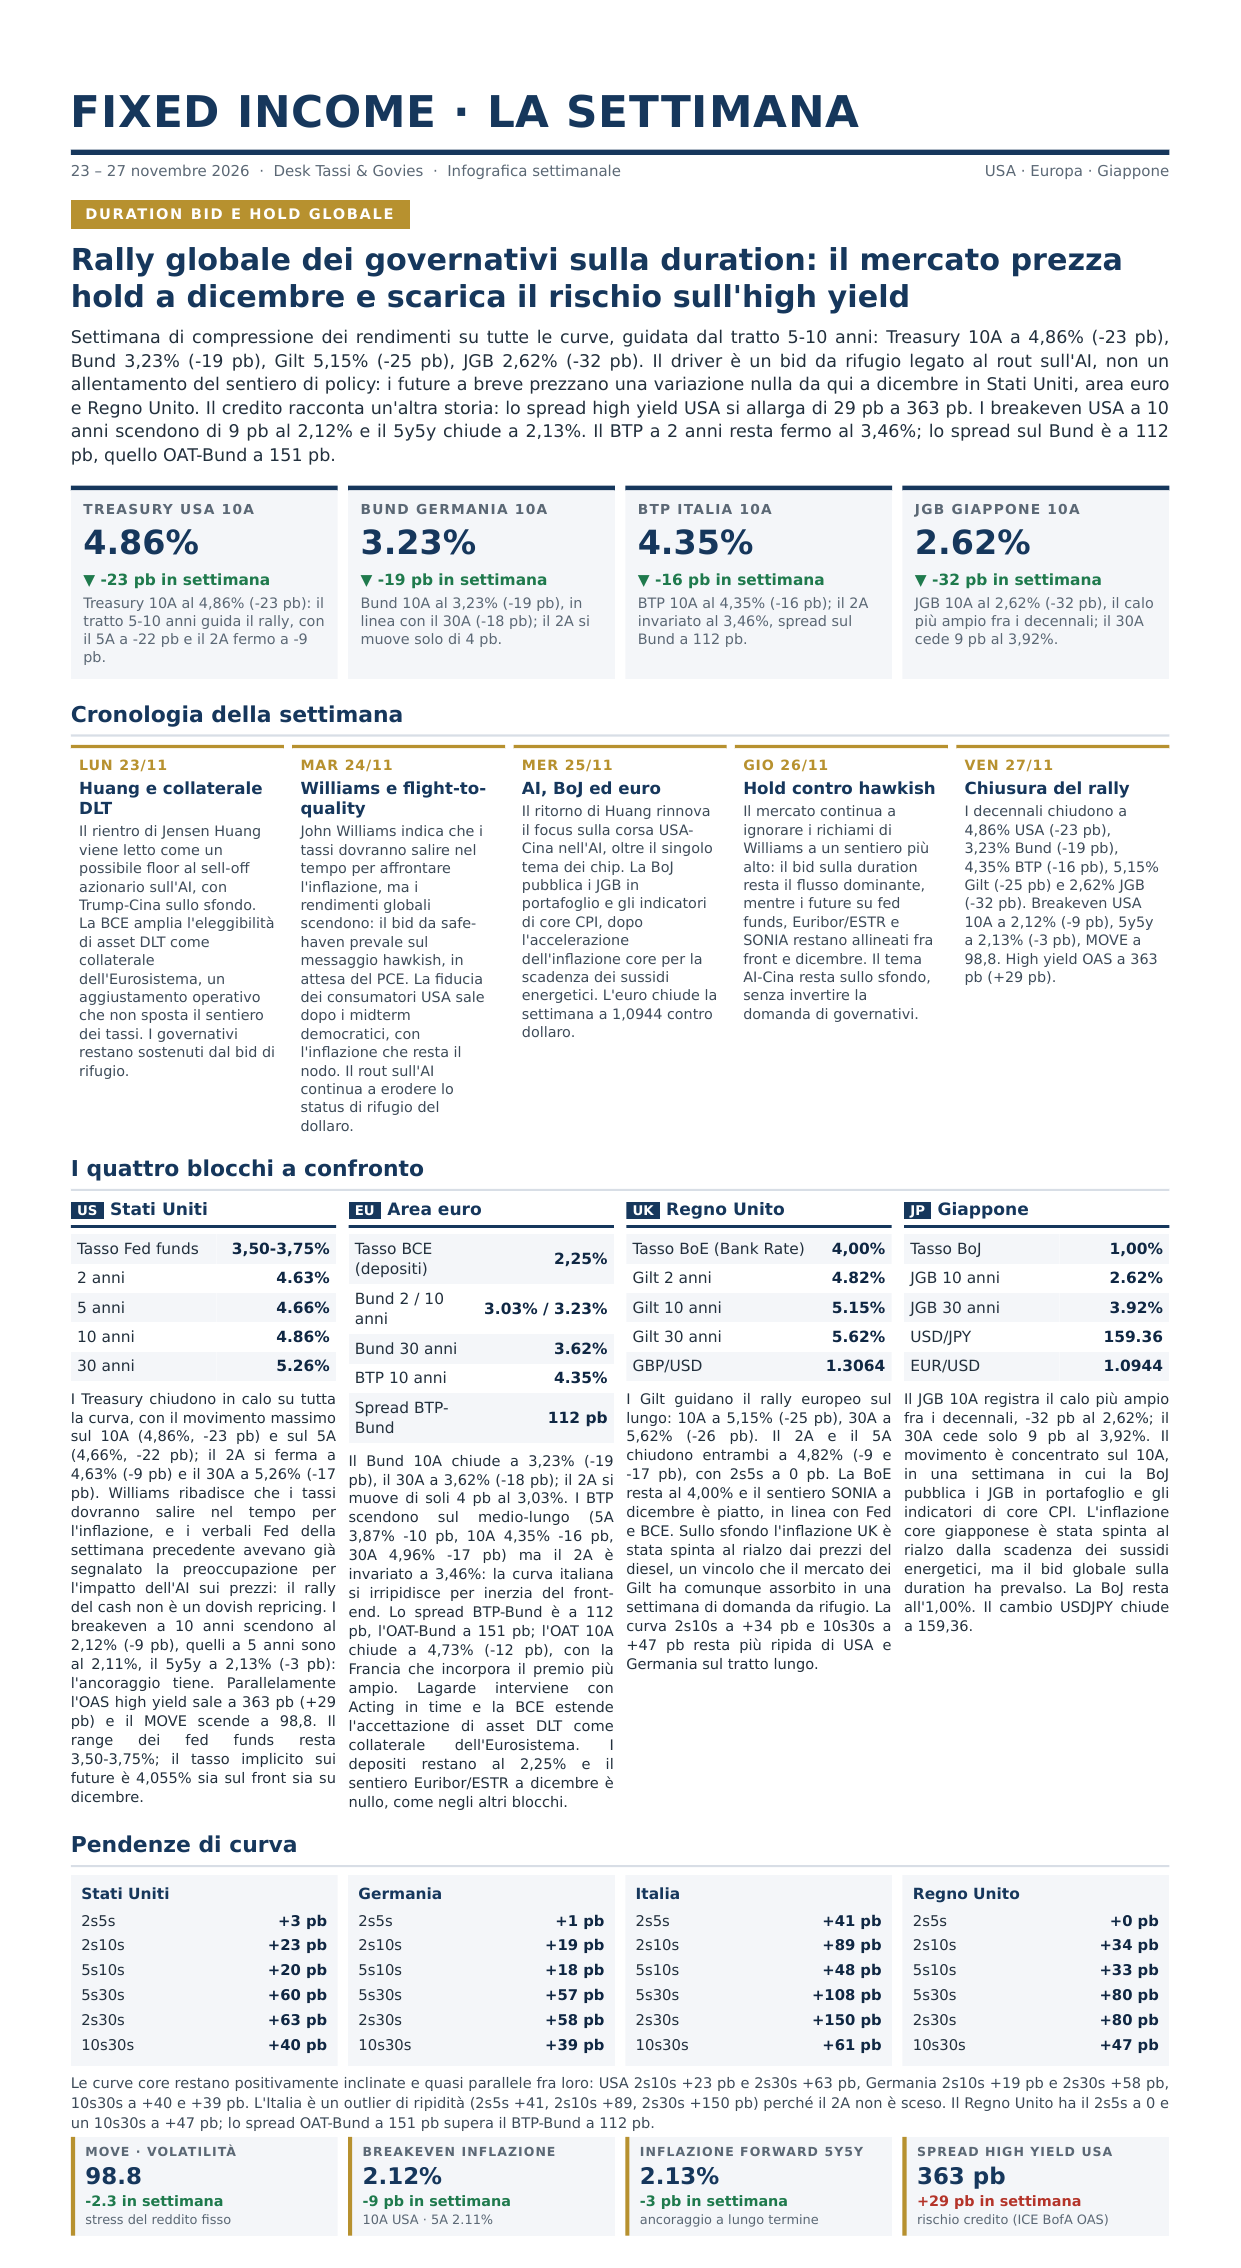 FIXED INCOME · LA SETTIMANA
23 – 27 novembre 2026 · Desk Tassi & Govies · Infografica settimanale
USA · Europa · Giappone
DURATION BID E HOLD GLOBALE
Rally globale dei governativi sulla duration: il mercato prezza
hold a dicembre e scarica il rischio sull'high yield
Settimana di compressione dei rendimenti su tutte le curve, guidata dal tratto 5-10 anni: Treasury 10A a 4,86% (-23 pb),
Bund 3,23% (-19 pb), Gilt 5,15% (-25 pb), JGB 2,62% (-32 pb). Il driver è un bid da rifugio legato al rout sull'AI, non un
allentamento del sentiero di policy: i future a breve prezzano una variazione nulla da qui a dicembre in Stati Uniti, area euro
e Regno Unito. Il credito racconta un'altra storia: lo spread high yield USA si allarga di 29 pb a 363 pb. I breakeven USA a 10
anni scendono di 9 pb al 2,12% e il 5y5y chiude a 2,13%. Il BTP a 2 anni resta fermo al 3,46%; lo spread sul Bund è a 112
pb, quello OAT-Bund a 151 pb.
TREASURY USA 10A
4.86%
▼ -23 pb in settimana
Treasury 10A al 4,86% (-23 pb): il
tratto 5-10 anni guida il rally, con
il 5A a -22 pb e il 2A fermo a -9
pb.
BUND GERMANIA 10A
3.23%
▼ -19 pb in settimana
Bund 10A al 3,23% (-19 pb), in
linea con il 30A (-18 pb); il 2A si
muove solo di 4 pb.
BTP ITALIA 10A
4.35%
▼ -16 pb in settimana
BTP 10A al 4,35% (-16 pb); il 2A
invariato al 3,46%, spread sul
Bund a 112 pb.
JGB GIAPPONE 10A
2.62%
▼ -32 pb in settimana
JGB 10A al 2,62% (-32 pb), il calo
più ampio fra i decennali; il 30A
cede 9 pb al 3,92%.
Cronologia della settimana
LUN 23/11
Huang e collaterale
DLT
Il rientro di Jensen Huang
viene letto come un
possibile floor al sell-off
azionario sull'AI, con
Trump-Cina sullo sfondo.
La BCE amplia l'eleggibilità
di asset DLT come
collaterale
dell'Eurosistema, un
aggiustamento operativo
che non sposta il sentiero
dei tassi. I governativi
restano sostenuti dal bid di
rifugio.
MAR 24/11
Williams e flight-to-
quality
John Williams indica che i
tassi dovranno salire nel
tempo per affrontare
l'inflazione, ma i
rendimenti globali
scendono: il bid da safe-
haven prevale sul
messaggio hawkish, in
attesa del PCE. La fiducia
dei consumatori USA sale
dopo i midterm
democratici, con
l'inflazione che resta il
nodo. Il rout sull'AI
continua a erodere lo
status di rifugio del
dollaro.
MER 25/11
AI, BoJ ed euro
Il ritorno di Huang rinnova
il focus sulla corsa USA-
Cina nell'AI, oltre il singolo
tema dei chip. La BoJ
pubblica i JGB in
portafoglio e gli indicatori
di core CPI, dopo
l'accelerazione
dell'inflazione core per la
scadenza dei sussidi
energetici. L'euro chiude la
settimana a 1,0944 contro
dollaro.
GIO 26/11
Hold contro hawkish
Il mercato continua a
ignorare i richiami di
Williams a un sentiero più
alto: il bid sulla duration
resta il flusso dominante,
mentre i future su fed
funds, Euribor/ESTR e
SONIA restano allineati fra
front e dicembre. Il tema
AI-Cina resta sullo sfondo,
senza invertire la
domanda di governativi.
VEN 27/11
Chiusura del rally
I decennali chiudono a
4,86% USA (-23 pb),
3,23% Bund (-19 pb),
4,35% BTP (-16 pb), 5,15%
Gilt (-25 pb) e 2,62% JGB
(-32 pb). Breakeven USA
10A a 2,12% (-9 pb), 5y5y
a 2,13% (-3 pb), MOVE a
98,8. High yield OAS a 363
pb (+29 pb).
I quattro blocchi a confronto
US Stati Uniti
Tasso Fed funds 3,50-3,75%
2 anni 4.63%
5 anni 4.66%
10 anni 4.86%
30 anni 5.26%
I Treasury chiudono in calo su tutta
la curva, con il movimento massimo
sul 10A (4,86%, -23 pb) e sul 5A
(4,66%, -22 pb); il 2A si ferma a
4,63% (-9 pb) e il 30A a 5,26% (-17
pb). Williams ribadisce che i tassi
dovranno salire nel tempo per
l'inflazione, e i verbali Fed della
settimana precedente avevano già
segnalato la preoccupazione per
l'impatto dell'AI sui prezzi: il rally
del cash non è un dovish repricing. I
breakeven a 10 anni scendono al
2,12% (-9 pb), quelli a 5 anni sono
al 2,11%, il 5y5y a 2,13% (-3 pb):
l'ancoraggio tiene. Parallelamente
l'OAS high yield sale a 363 pb (+29
pb) e il MOVE scende a 98,8. Il
range dei fed funds resta
3,50-3,75%; il tasso implicito sui
future è 4,055% sia sul front sia su
dicembre.
EU Area euro
Tasso BCE
(depositi) 2,25%
Bund 2 / 10
anni 3.03% / 3.23%
Bund 30 anni 3.62%
BTP 10 anni 4.35%
Spread BTP-
Bund 112 pb
Il Bund 10A chiude a 3,23% (-19
pb), il 30A a 3,62% (-18 pb); il 2A si
muove di soli 4 pb al 3,03%. I BTP
scendono sul medio-lungo (5A
3,87% -10 pb, 10A 4,35% -16 pb,
30A 4,96% -17 pb) ma il 2A è
invariato a 3,46%: la curva italiana
si irripidisce per inerzia del front-
end. Lo spread BTP-Bund è a 112
pb, l'OAT-Bund a 151 pb; l'OAT 10A
chiude a 4,73% (-12 pb), con la
Francia che incorpora il premio più
ampio. Lagarde interviene con
Acting in time e la BCE estende
l'accettazione di asset DLT come
collaterale dell'Eurosistema. I
depositi restano al 2,25% e il
sentiero Euribor/ESTR a dicembre è
nullo, come negli altri blocchi.
UK Regno Unito
Tasso BoE (Bank Rate) 4,00%
Gilt 2 anni 4.82%
Gilt 10 anni 5.15%
Gilt 30 anni 5.62%
GBP/USD 1.3064
I Gilt guidano il rally europeo sul
lungo: 10A a 5,15% (-25 pb), 30A a
5,62% (-26 pb). Il 2A e il 5A
chiudono entrambi a 4,82% (-9 e
-17 pb), con 2s5s a 0 pb. La BoE
resta al 4,00% e il sentiero SONIA a
dicembre è piatto, in linea con Fed
e BCE. Sullo sfondo l'inflazione UK è
stata spinta al rialzo dai prezzi del
diesel, un vincolo che il mercato dei
Gilt ha comunque assorbito in una
settimana di domanda da rifugio. La
curva 2s10s a +34 pb e 10s30s a
+47 pb resta più ripida di USA e
Germania sul tratto lungo.
JP Giappone
Tasso BoJ 1,00%
JGB 10 anni 2.62%
JGB 30 anni 3.92%
USD/JPY 159.36
EUR/USD 1.0944
Il JGB 10A registra il calo più ampio
fra i decennali, -32 pb al 2,62%; il
30A cede solo 9 pb al 3,92%. Il
movimento è concentrato sul 10A,
in una settimana in cui la BoJ
pubblica i JGB in portafoglio e gli
indicatori di core CPI. L'inflazione
core giapponese è stata spinta al
rialzo dalla scadenza dei sussidi
energetici, ma il bid globale sulla
duration ha prevalso. La BoJ resta
all'1,00%. Il cambio USDJPY chiude
a 159,36.
Pendenze di curva
Stati Uniti
2s5s +3 pb
2s10s +23 pb
5s10s +20 pb
5s30s +60 pb
2s30s +63 pb
10s30s +40 pb
Germania
2s5s +1 pb
2s10s +19 pb
5s10s +18 pb
5s30s +57 pb
2s30s +58 pb
10s30s +39 pb
Italia
2s5s +41 pb
2s10s +89 pb
5s10s +48 pb
5s30s +108 pb
2s30s +150 pb
10s30s +61 pb
Regno Unito
2s5s +0 pb
2s10s +34 pb
5s10s +33 pb
5s30s +80 pb
2s30s +80 pb
10s30s +47 pb
Le curve core restano positivamente inclinate e quasi parallele fra loro: USA 2s10s +23 pb e 2s30s +63 pb, Germania 2s10s +19 pb e 2s30s +58 pb,
10s30s a +40 e +39 pb. L'Italia è un outlier di ripidità (2s5s +41, 2s10s +89, 2s30s +150 pb) perché il 2A non è sceso. Il Regno Unito ha il 2s5s a 0 e
un 10s30s a +47 pb; lo spread OAT-Bund a 151 pb supera il BTP-Bund a 112 pb.
MOVE · VOLATILITÀ
98.8
-2.3 in settimana
stress del reddito fisso
BREAKEVEN INFLAZIONE
2.12%
-9 pb in settimana
10A USA · 5A 2.11%
INFLAZIONE FORWARD 5Y5Y
2.13%
-3 pb in settimana
ancoraggio a lungo termine
SPREAD HIGH YIELD USA
363 pb
+29 pb in settimana
rischio credito (ICE BofA OAS)